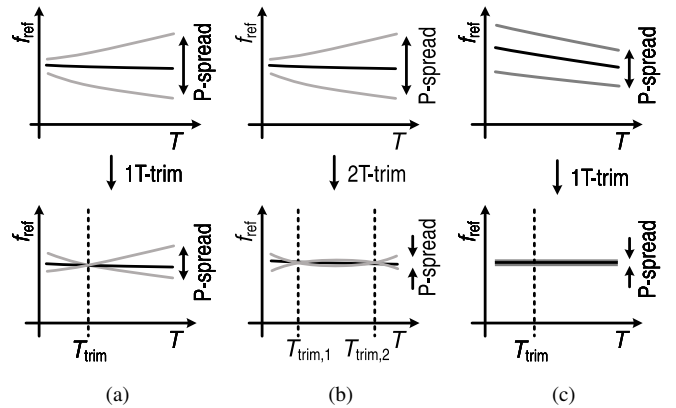 f_ref
P-spread
T
1T-trim
f_ref
P-spread
T_trim
T
(a)
f_ref
P-spread
T
2T-trim
f_ref
P-spread
T_trim,1
T_trim,2
T
(b)
f_ref
P-spread
T
1T-trim
f_ref
P-spread
T_trim
T
(c)